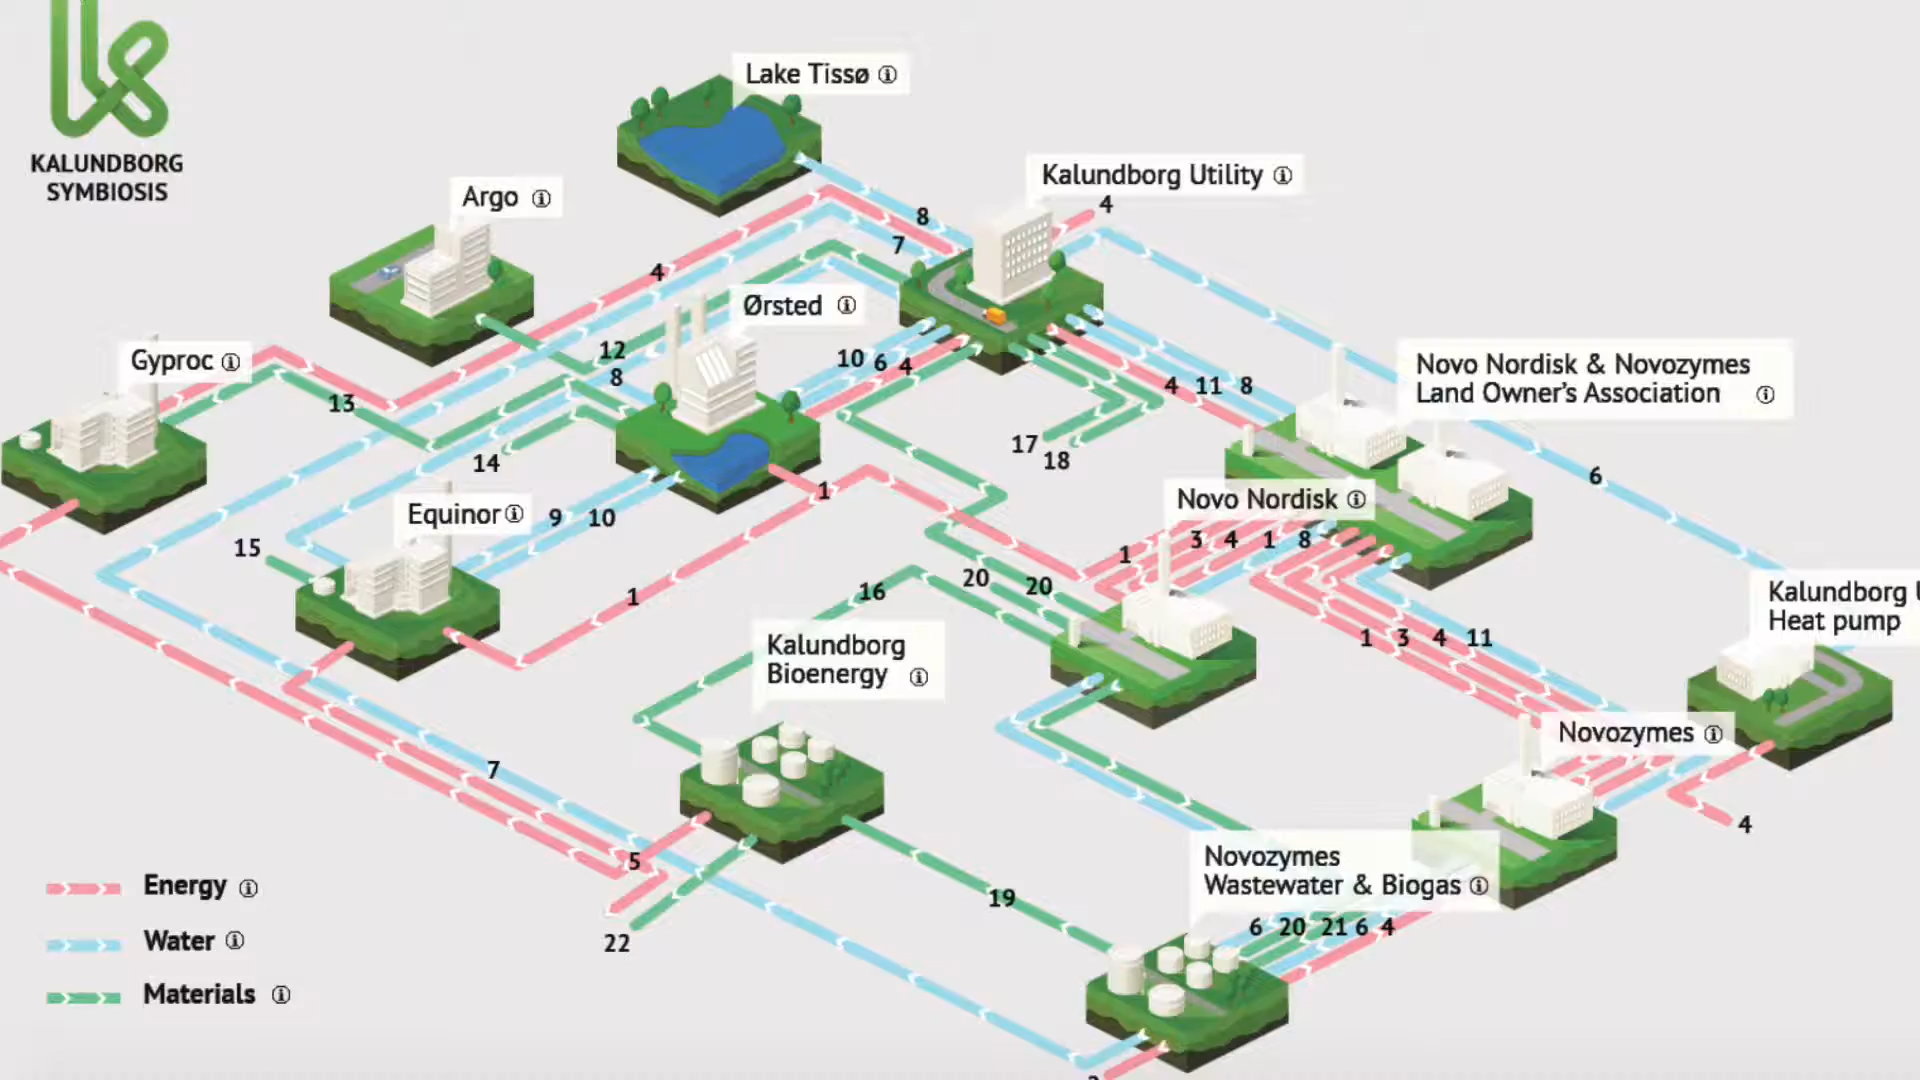 KALUNDBORG
SYMBIOSIS
Lake Tissø
Kalundborg Utility
Argo
4
8
7
4
Ørsted
12
10 6 4
Gyproc
8
4 11 8
Novo Nordisk & Novozymes
Land Owner's Association
13
17
18
14
6
Equinor
9 10
1
Novo Nordisk
15
1 3 4 1 8
20 20
16
1
Kalundborg
Heat pump
Kalundborg
Bioenergy
1 3 4 11
Novozymes
7
4
5
Novozymes
Wastewater & Biogas
Energy
19
6 20 21 6 4
22
Water
Materials